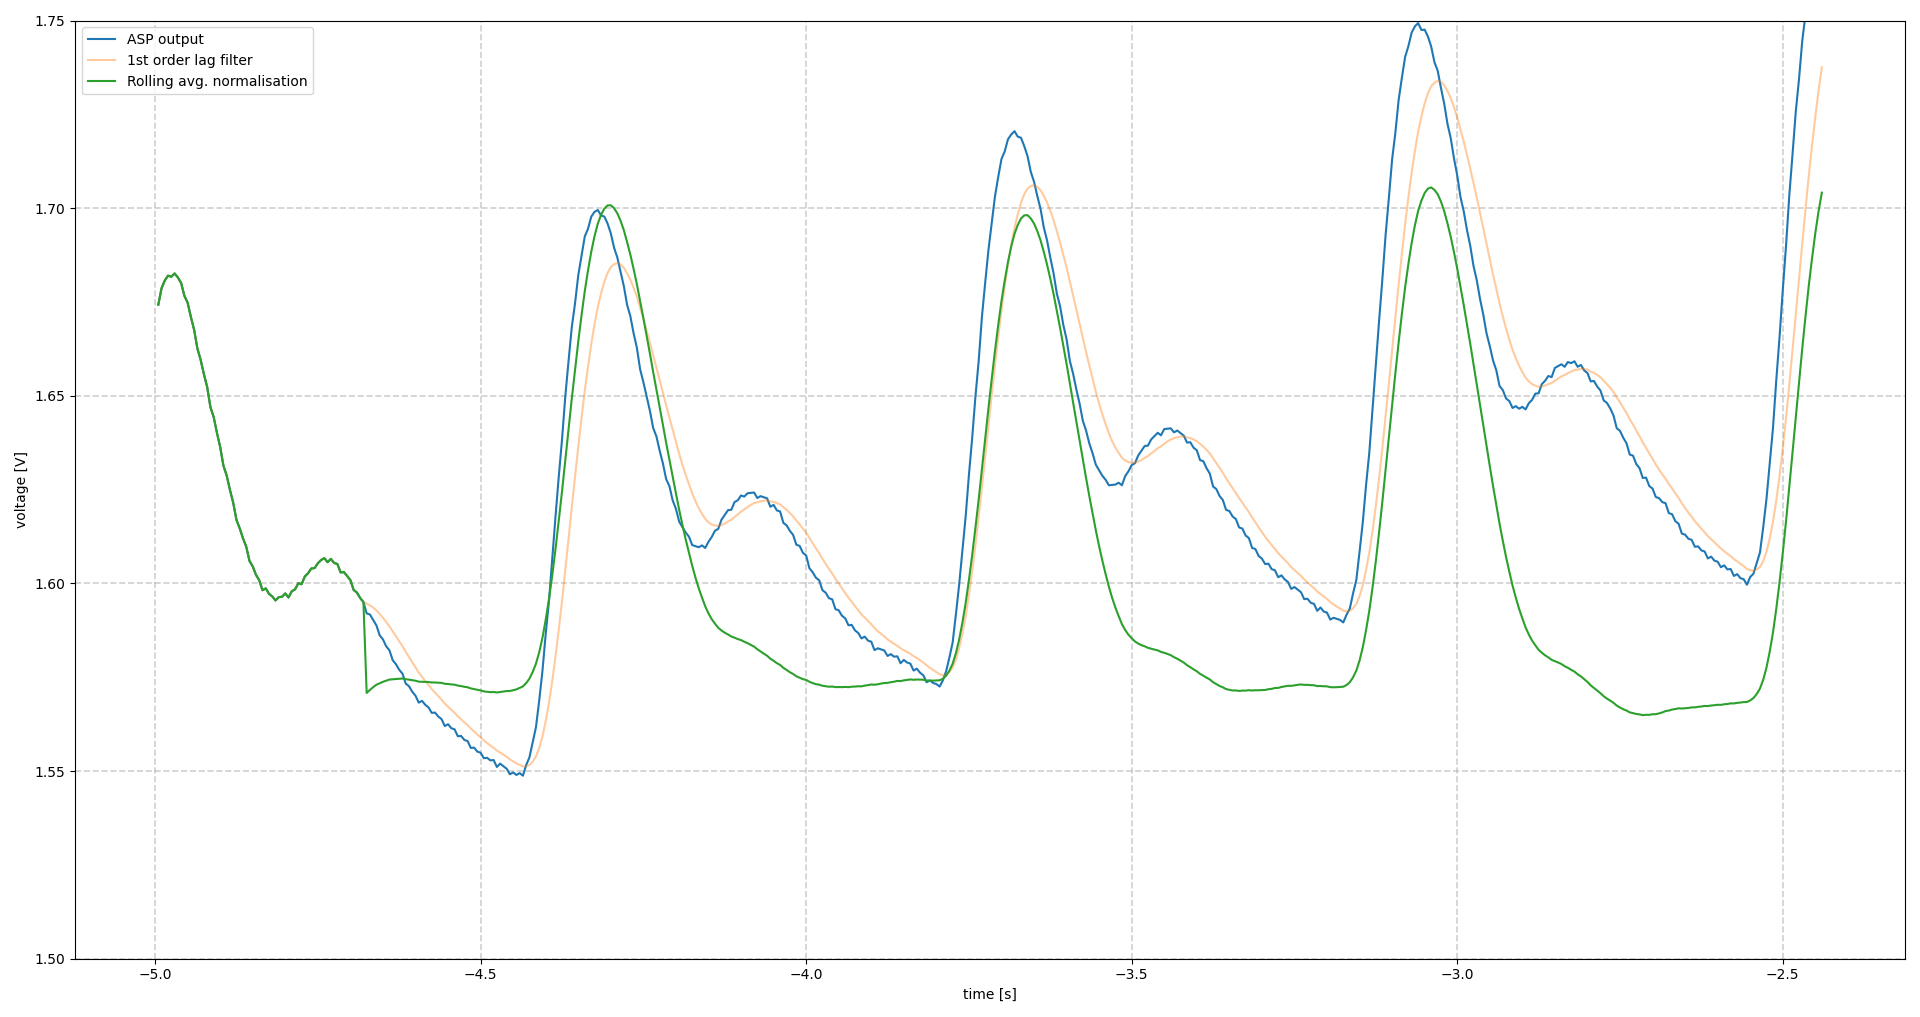 ASP output
1st order lag filter
Rolling avg. normalisation
voltage [V]
1.75
1.70
1.65
1.60
1.55
1.50
−5.0 −4.5 −4.0 −3.5 −3.0 −2.5
time [s]